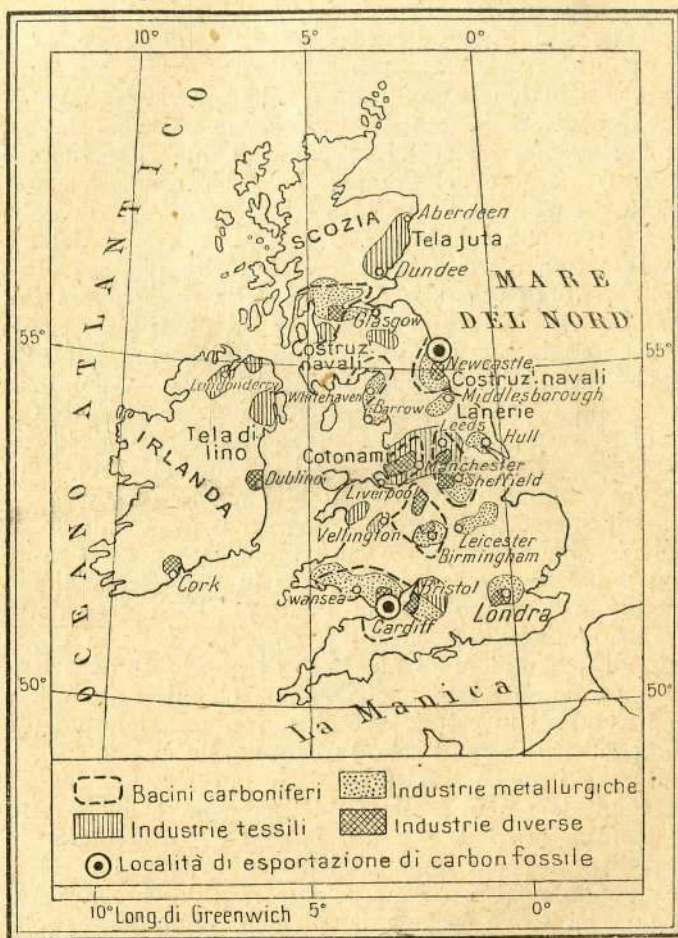 10° 5° 0°
OCEANO ATLANTICO
SCOZIA
Aberdeen
Tela juta
Dundee
MARE
DEL NORD
55°
55°
Glasgow
Costruz. navali
Newcastle
Costruz. navali
Londonderry
Whitehaven
Middlesborough
Barrow
Lanerie
Leeds
Hull
Tela di
lino
IRLANDA
Cotonam
Manchester
Dublino
Sheffield
Liverpool
Vellington
Leicester
Birmingham
Cork
Swansea
Bristol
Londra
Cardiff
50°
50°
La Manica
Bacini carboniferi
Industrie metallurgiche
Industrie tessili
Industrie diverse
Località di esportazione di carbon fossile
10° Long. di Greenwich 5° 0°